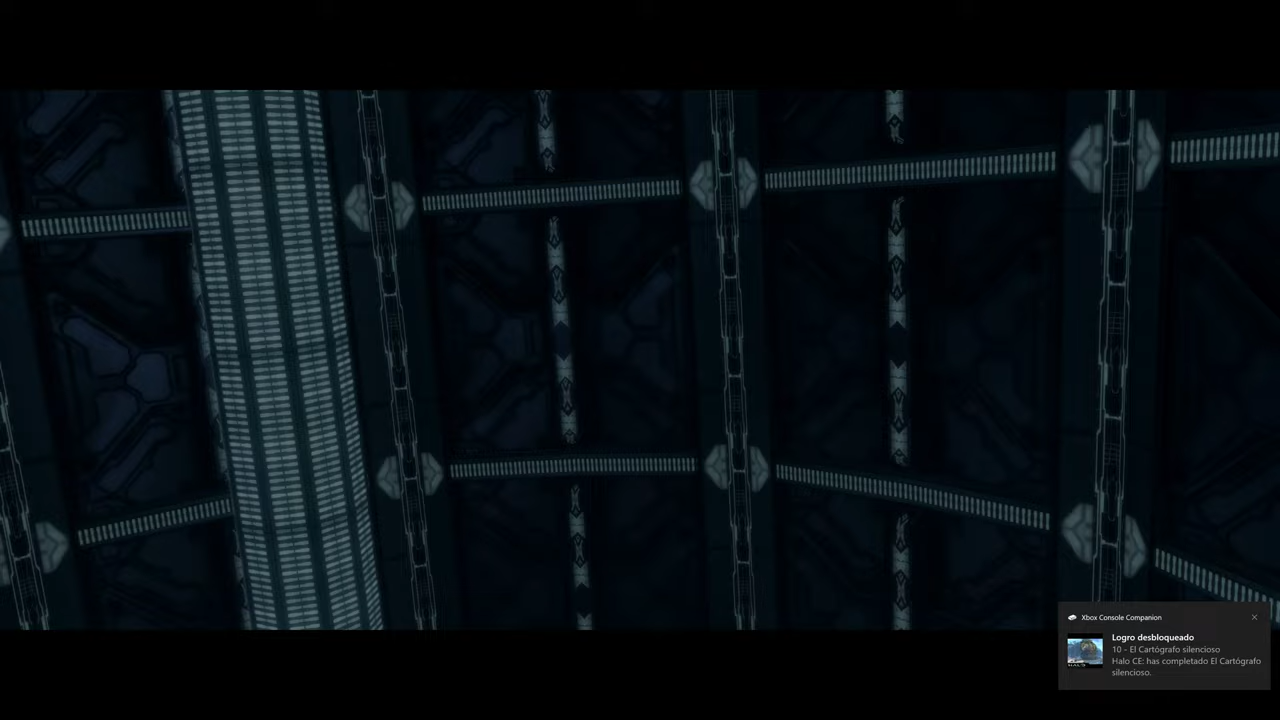 Xbox Console Companion
Logro desbloqueado
10 - El Cartógrafo silencioso
Halo CE: has completado El Cartógrafo
silencioso.